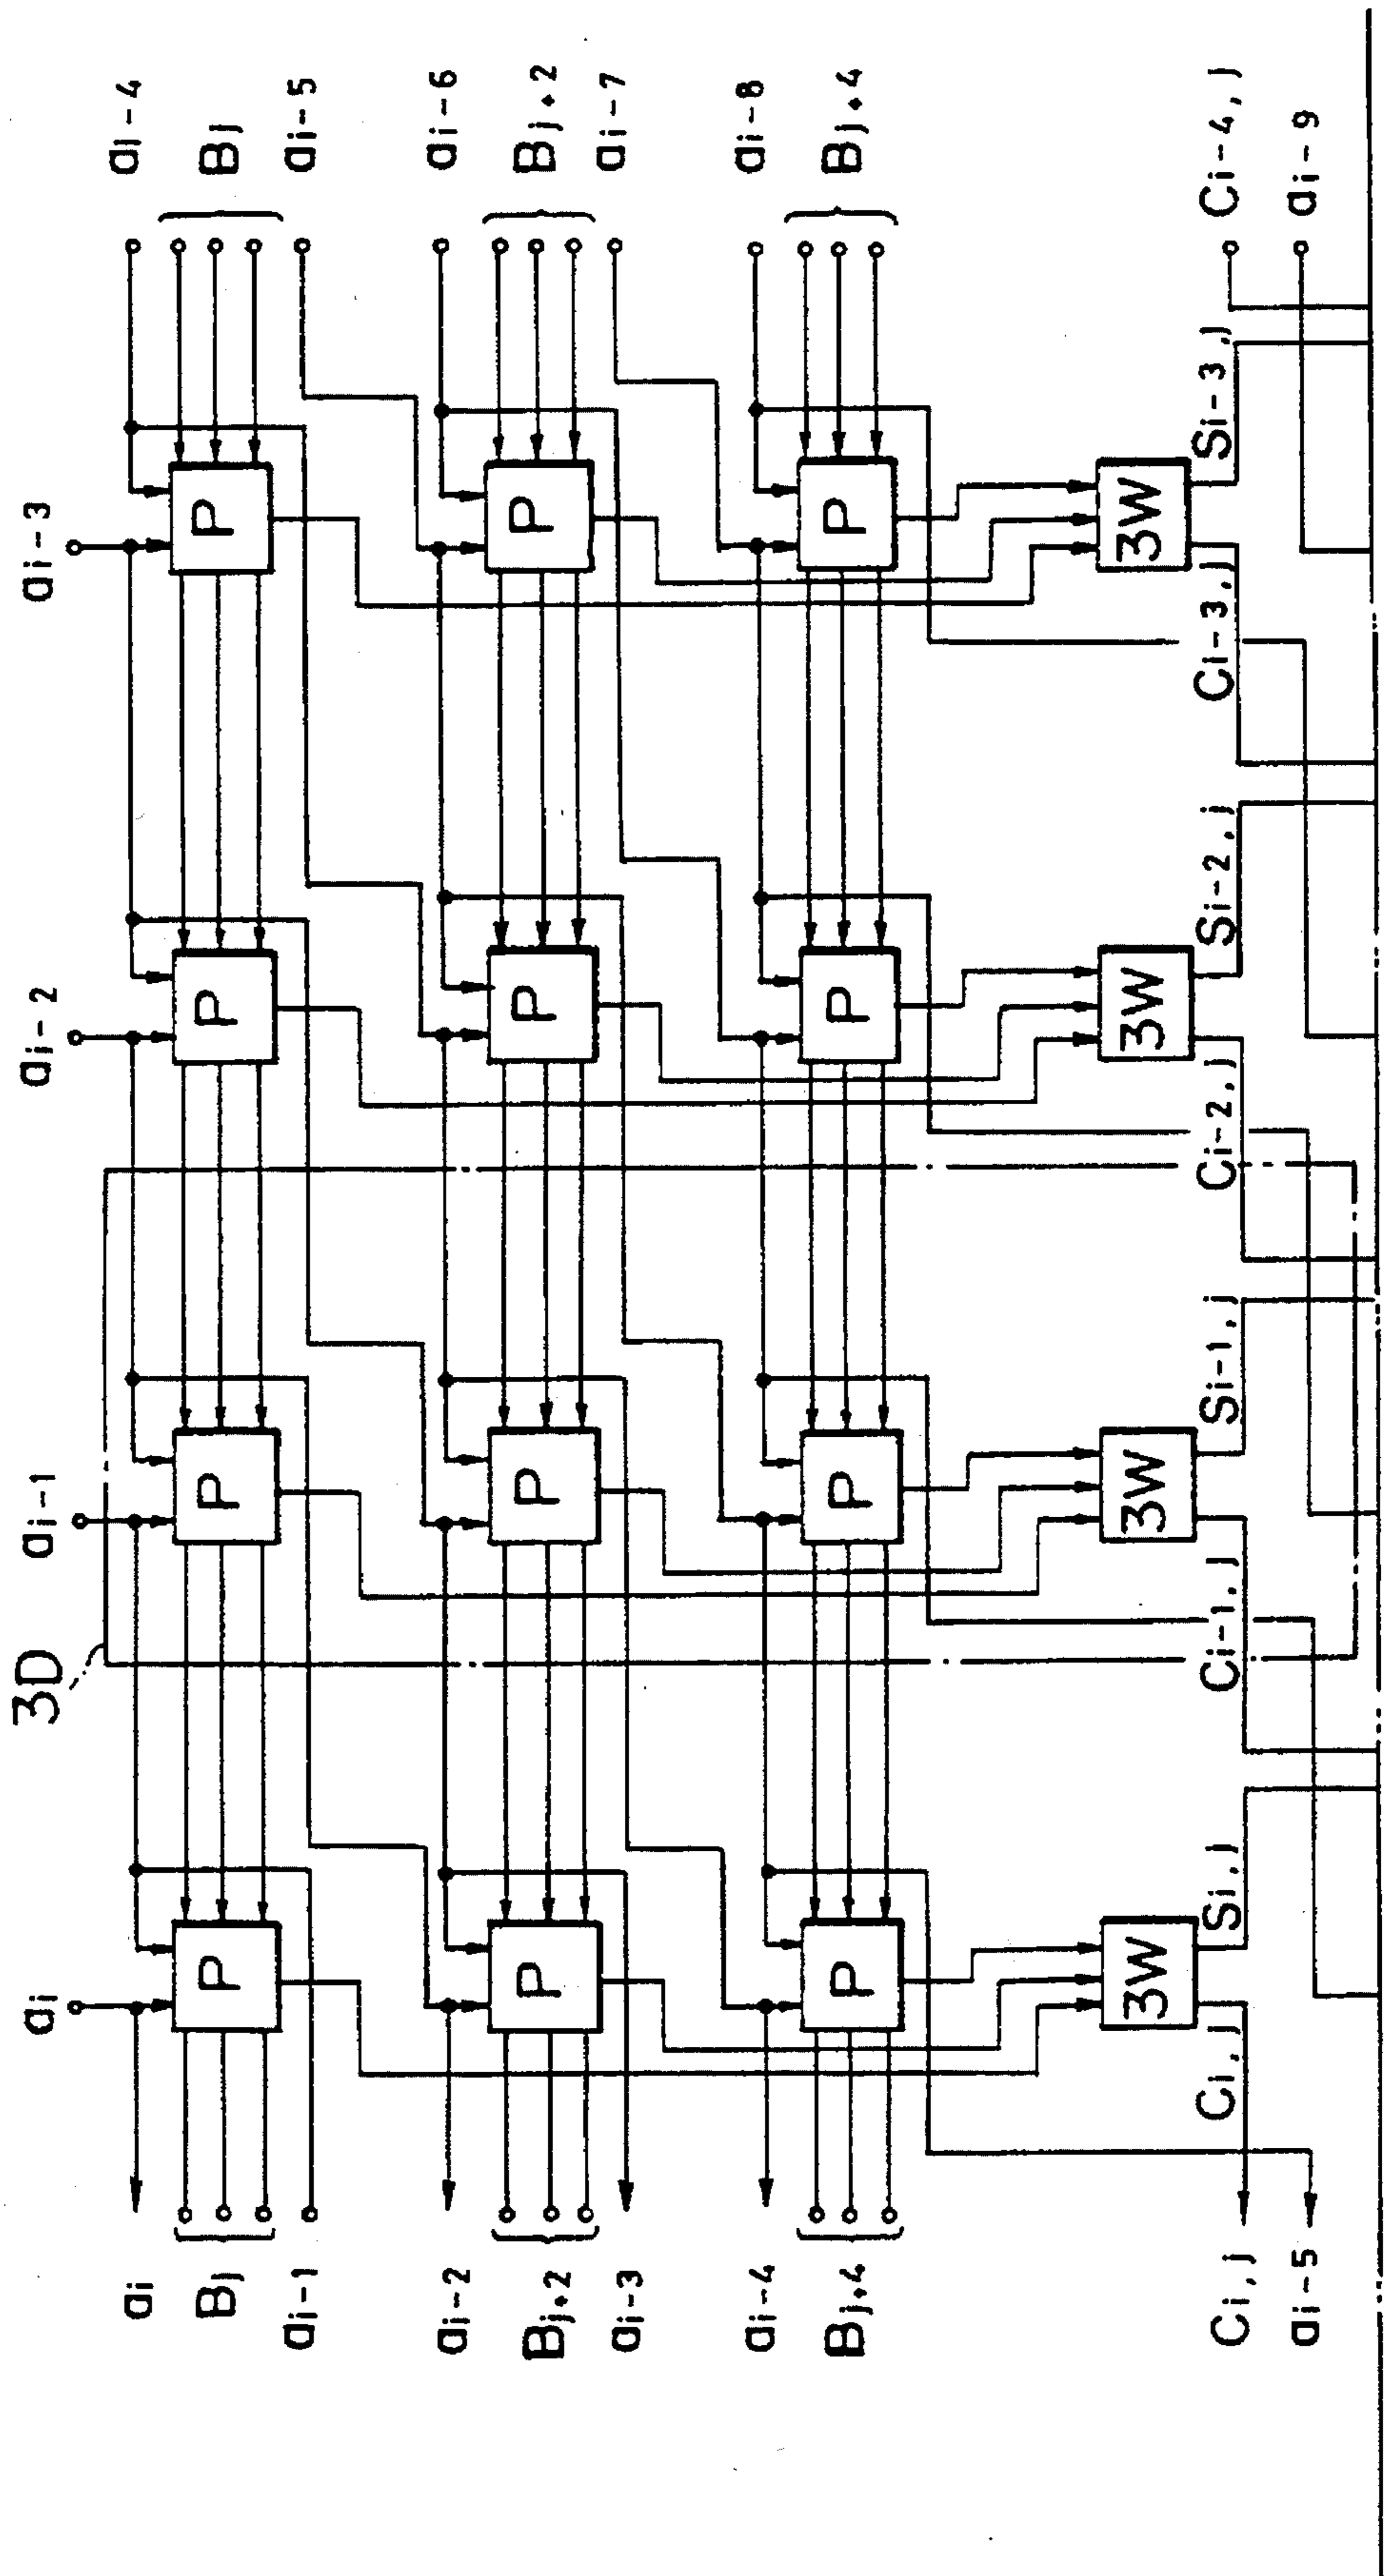 ai 3D ai-1 ai-2 ai-3
ai ai-4
Bj P P P P Bj
ai-1 ai-5
ai-2 ai-6
Bj+2 P P P P Bj+2
ai-3 ai-7
ai-4 ai-8
Bj+4 P P P P Bj+4
3W 3W 3W 3W
Ci,j Ci,j Si,j Ci-1,j Si-1,j Ci-2,j Si-2,j Ci-3,j Si-3,j Ci-4,j
ai-5 ai-9